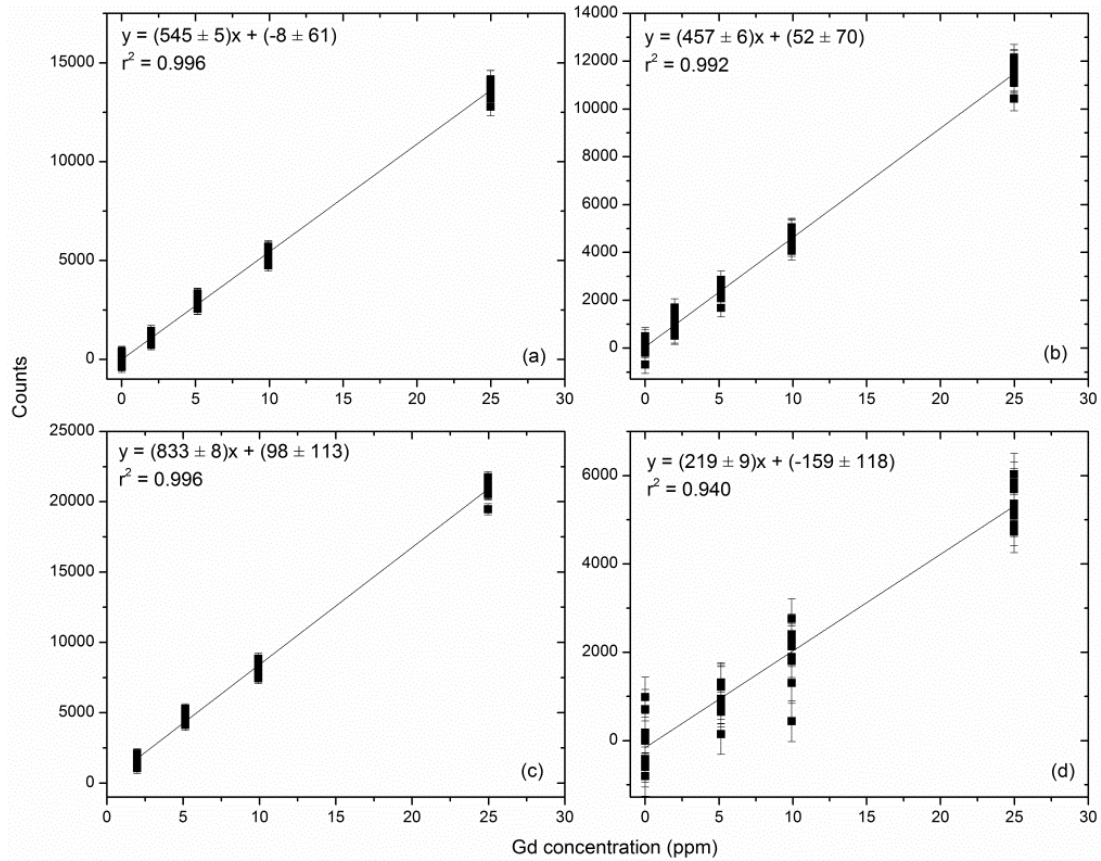 y = (545 ± 5)x + (-8 ± 61)
r² = 0.996
15000
10000
5000
0
0 5 10 15 20 25 30
(a)
14000
y = (457 ± 6)x + (52 ± 70)
r² = 0.992
12000
10000
8000
6000
4000
2000
0
0 5 10 15 20 25 30
(b)
Counts
25000
y = (833 ± 8)x + (98 ± 113)
r² = 0.996
20000
15000
10000
5000
0
0 5 10 15 20 25 30
(c)
y = (219 ± 9)x + (-159 ± 118)
r² = 0.940
6000
4000
2000
0
0 5 10 15 20 25 30
(d)
Gd concentration (ppm)